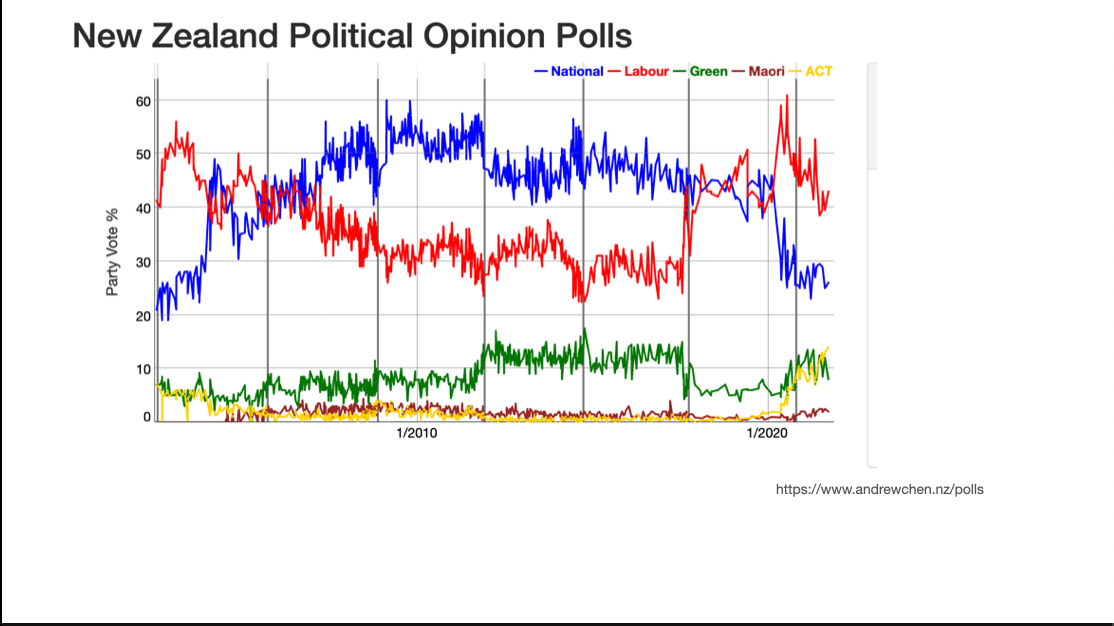 New Zealand Political Opinion Polls
— National — Labour — Green — Maori — ACT
Party Vote %
60
50
40
30
20
10
0
1/2010
1/2020
https://www.andrewchen.nz/polls